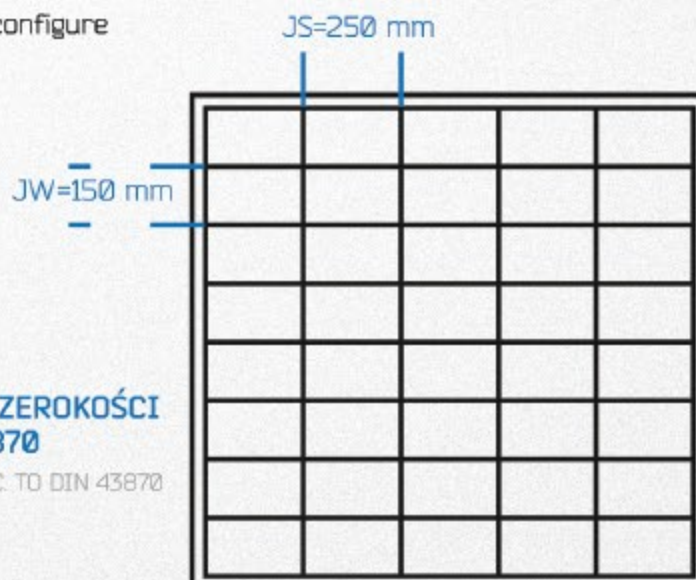 configure
JS=250 mm
JW=150 mm
ZEROKOŚCI
870
TO DIN 43870